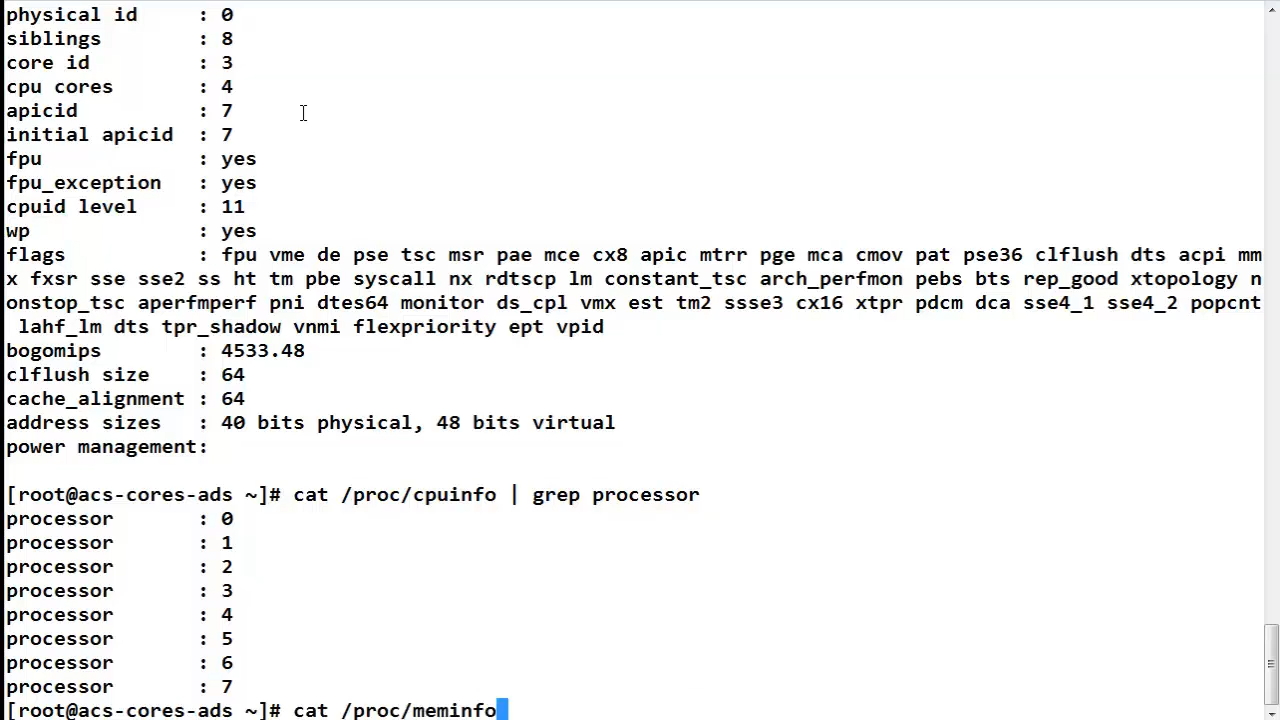 physical id     : 0
siblings        : 8
core id         : 3
cpu cores       : 4
apicid          : 7
initial apicid  : 7
fpu             : yes
fpu_exception   : yes
cpuid level     : 11
wp              : yes
flags           : fpu vme de pse tsc msr pae mce cx8 apic mtrr pge mca cmov pat pse36 clflush dts acpi mm
x fxsr sse sse2 ss ht tm pbe syscall nx rdtscp lm constant_tsc arch_perfmon pebs bts rep_good xtopology n
onstop_tsc aperfmperf pni dtes64 monitor ds_cpl vmx est tm2 ssse3 cx16 xtpr pdcm dca sse4_1 sse4_2 popcnt
 lahf_lm dts tpr_shadow vnmi flexpriority ept vpid
bogomips        : 4533.48
clflush size    : 64
cache_alignment : 64
address sizes   : 40 bits physical, 48 bits virtual
power management:
[root@acs-cores-ads ~]# cat /proc/cpuinfo | grep processor
processor       : 0
processor       : 1
processor       : 2
processor       : 3
processor       : 4
processor       : 5
processor       : 6
processor       : 7
[root@acs-cores-ads ~]# cat /proc/meminfo